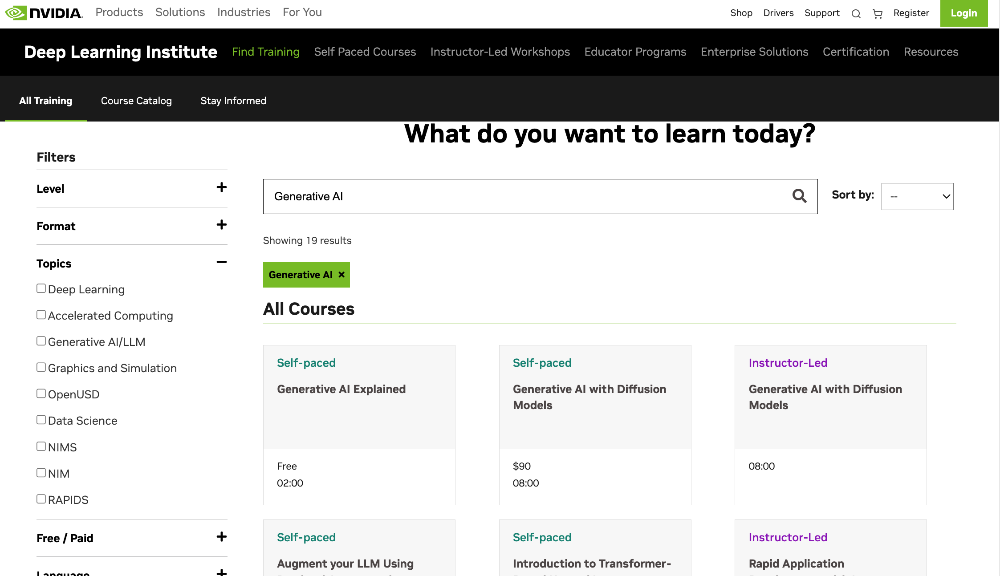 NVIDIA. Products Solutions Industries For You Shop Drivers Support Register Login
Deep Learning Institute Find Training Self Paced Courses Instructor-Led Workshops Educator Programs Enterprise Solutions Certification Resources
All Training Course Catalog Stay Informed
What do you want to learn today?
Filters
Level
Format
Topics
Deep Learning
Accelerated Computing
Generative AI/LLM
Graphics and Simulation
OpenUSD
Data Science
NIMS
NIM
RAPIDS
Free / Paid
Language
Generative AI
Sort by: --
Showing 19 results
Generative AI ×
All Courses
Self-paced
Generative AI Explained
Free
02:00
Self-paced
Generative AI with Diffusion
Models
$90
08:00
Instructor-Led
Generative AI with Diffusion
Models
08:00
Self-paced
Augment your LLM Using
Self-paced
Introduction to Transformer-
Instructor-Led
Rapid Application